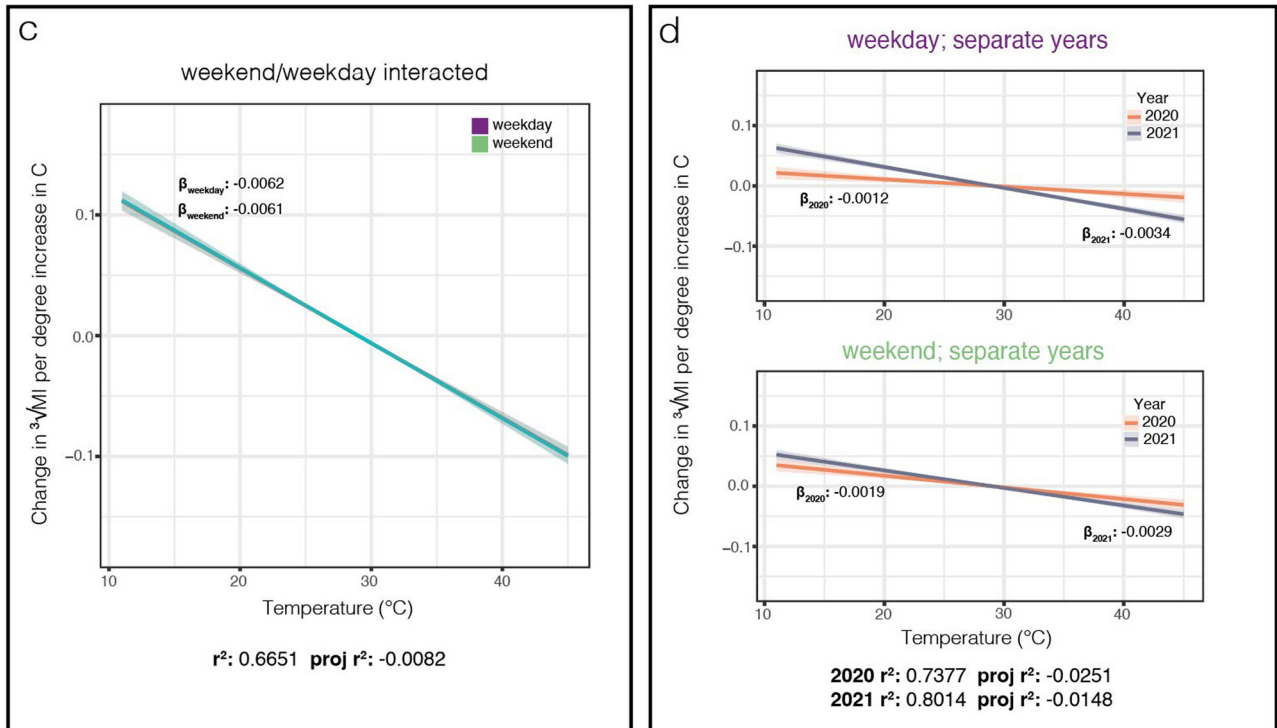 c
weekend/weekday interacted
weekday
weekend
βweekday: -0.0062
βweekend: -0.0061
0.1
0.0
−0.1
10 20 30 40
Change in ³√MI per degree increase in C
Temperature (°C)
r²: 0.6651 proj r²: -0.0082
d
weekday; separate years
Year
2020
2021
0.1
0.0
−0.1
β2020: -0.0012
β2021: -0.0034
10 20 30 40
Change in ³√MI per degree increase in C
weekend; separate years
Year
2020
2021
0.1
0.0
−0.1
β2020: -0.0019
β2021: -0.0029
10 20 30 40
Temperature (°C)
2020 r²: 0.7377 proj r²: -0.0251
2021 r²: 0.8014 proj r²: -0.0148